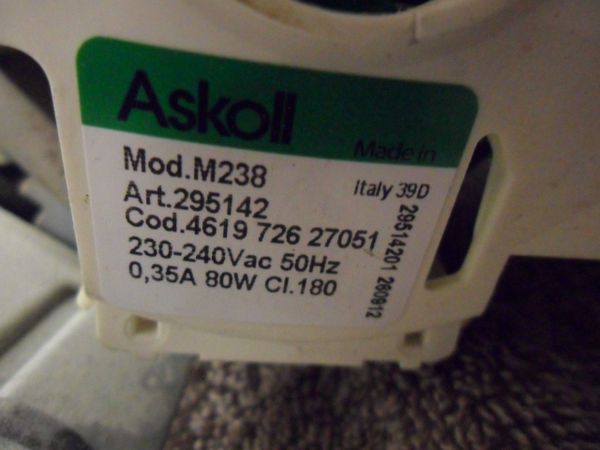 Askoll
Made in
Italy 39D
Mod.M238
Art.295142
Cod.4619 726 27051
230-240Vac 50Hz
0,35A 80W Cl.180
29514201 260912